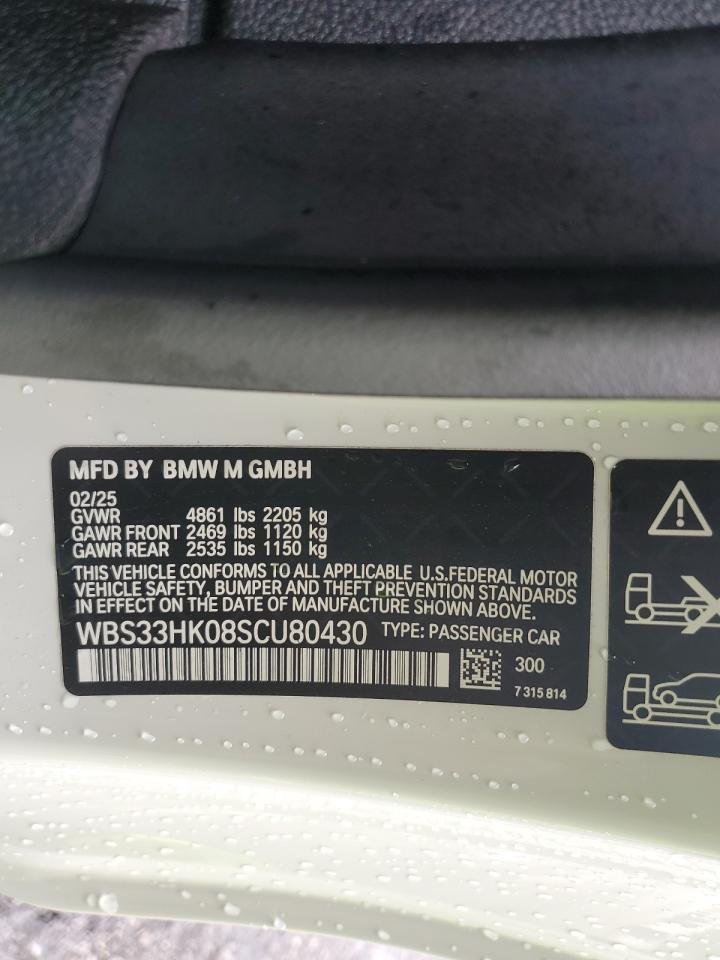 MFD BY BMW M GMBH
02/25
GVWR 4861 lbs 2205 kg
GAWR FRONT 2469 lbs 1120 kg
GAWR REAR 2535 lbs 1150 kg
THIS VEHICLE CONFORMS TO ALL APPLICABLE U.S.FEDERAL MOTOR
VEHICLE SAFETY, BUMPER AND THEFT PREVENTION STANDARDS
IN EFFECT ON THE DATE OF MANUFACTURE SHOWN ABOVE.
WBS33HK08SCU80430 TYPE: PASSENGER CAR
300
7 315 814